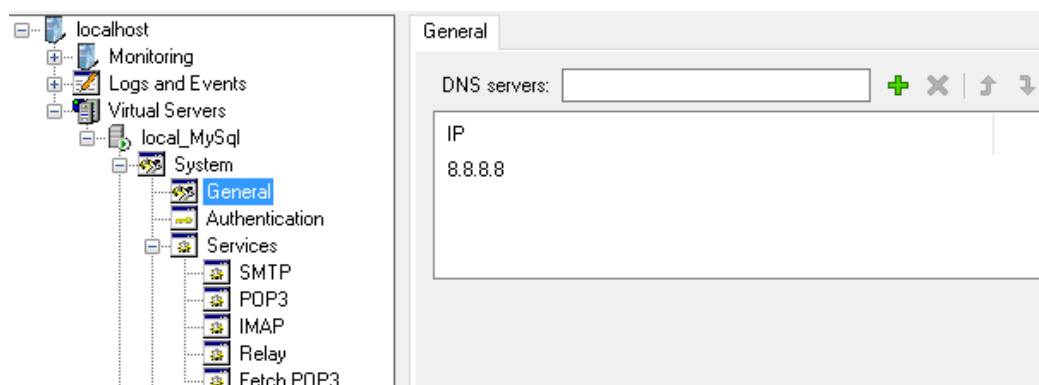 localhost
Monitoring
Logs and Events
Virtual Servers
local_MySql
System
General
Authentication
Services
SMTP
POP3
IMAP
Relay
Fetch POP3
General
DNS servers:
IP
8.8.8.8